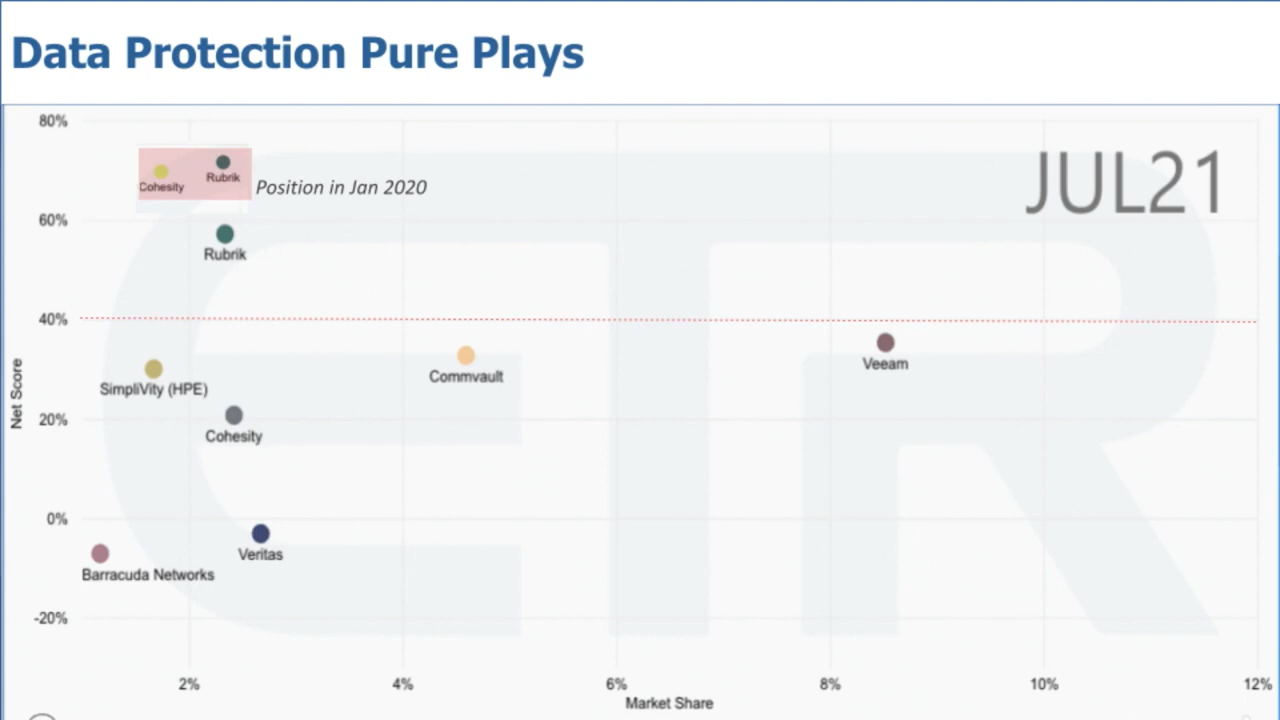 Data Protection Pure Plays
80%
JUL21
Cohesity
Rubrik
Position in Jan 2020
60%
Rubrik
40%
Veeam
Commvault
SimpliVity (HPE)
Net Score
20%
Cohesity
0%
Veritas
Barracuda Networks
-20%
2% 4% 6% 8% 10% 12%
Market Share
ETR